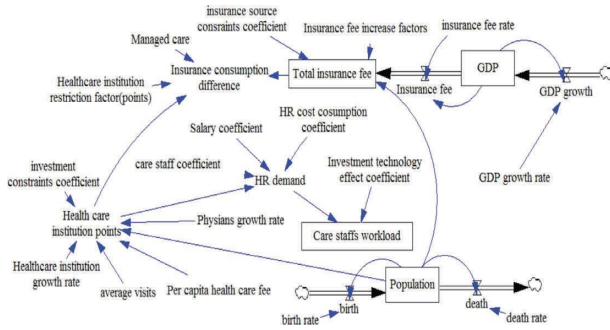 insurance source
consraints coefficient
Managed care
Insurance fee increase factors
insurance fee rate
Insurance consumption
difference
Total insurance fee
GDP
Insurance fee
GDP growth
Healthcare institution
restriction factor(points)
Salary coefficient
HR cost cosumption
coefficient
investment
constraints coefficient
care staff coefficient
HR demand
Investment technology
effect coefficient
GDP growth rate
Health care
institution points
Physians growth rate
Care staffs workload
Healthcare institution
growth rate
average visits
Per capita health care fee
Population
birth
death
birth rate
death rate